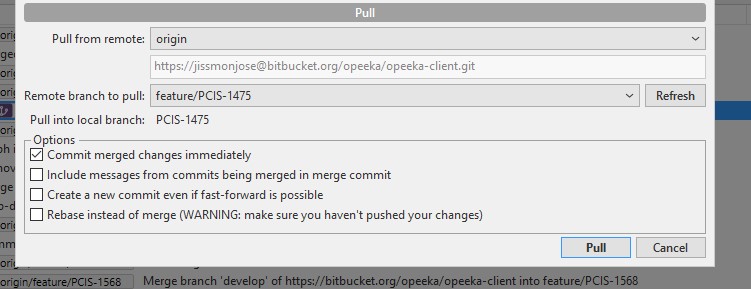 Pull
Pull from remote: origin
https://jissmonjose@bitbucket.org/opeeka/opeeka-client.git
Remote branch to pull: feature/PCIS-1475 Refresh
Pull into local branch: PCIS-1475
Options
Commit merged changes immediately
Include messages from commits being merged in merge commit
Create a new commit even if fast-forward is possible
Rebase instead of merge (WARNING: make sure you haven't pushed your changes)
Pull Cancel
origin/feature/PCIS-1568 Merge branch 'develop' of https://bitbucket.org/opeeka/opeeka-client into feature/PCIS-1568